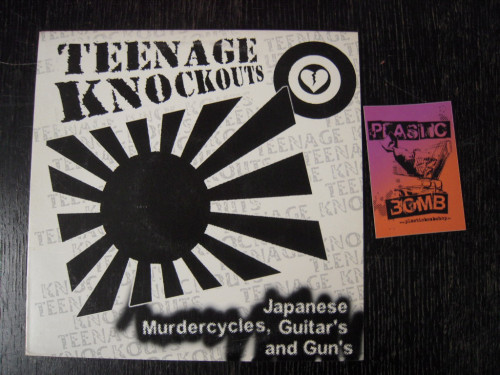 TEENAGE
KNOCKOUTS
Japanese
Murdercycles, Guitar's
and Gun's
PLASTIC
BOMB